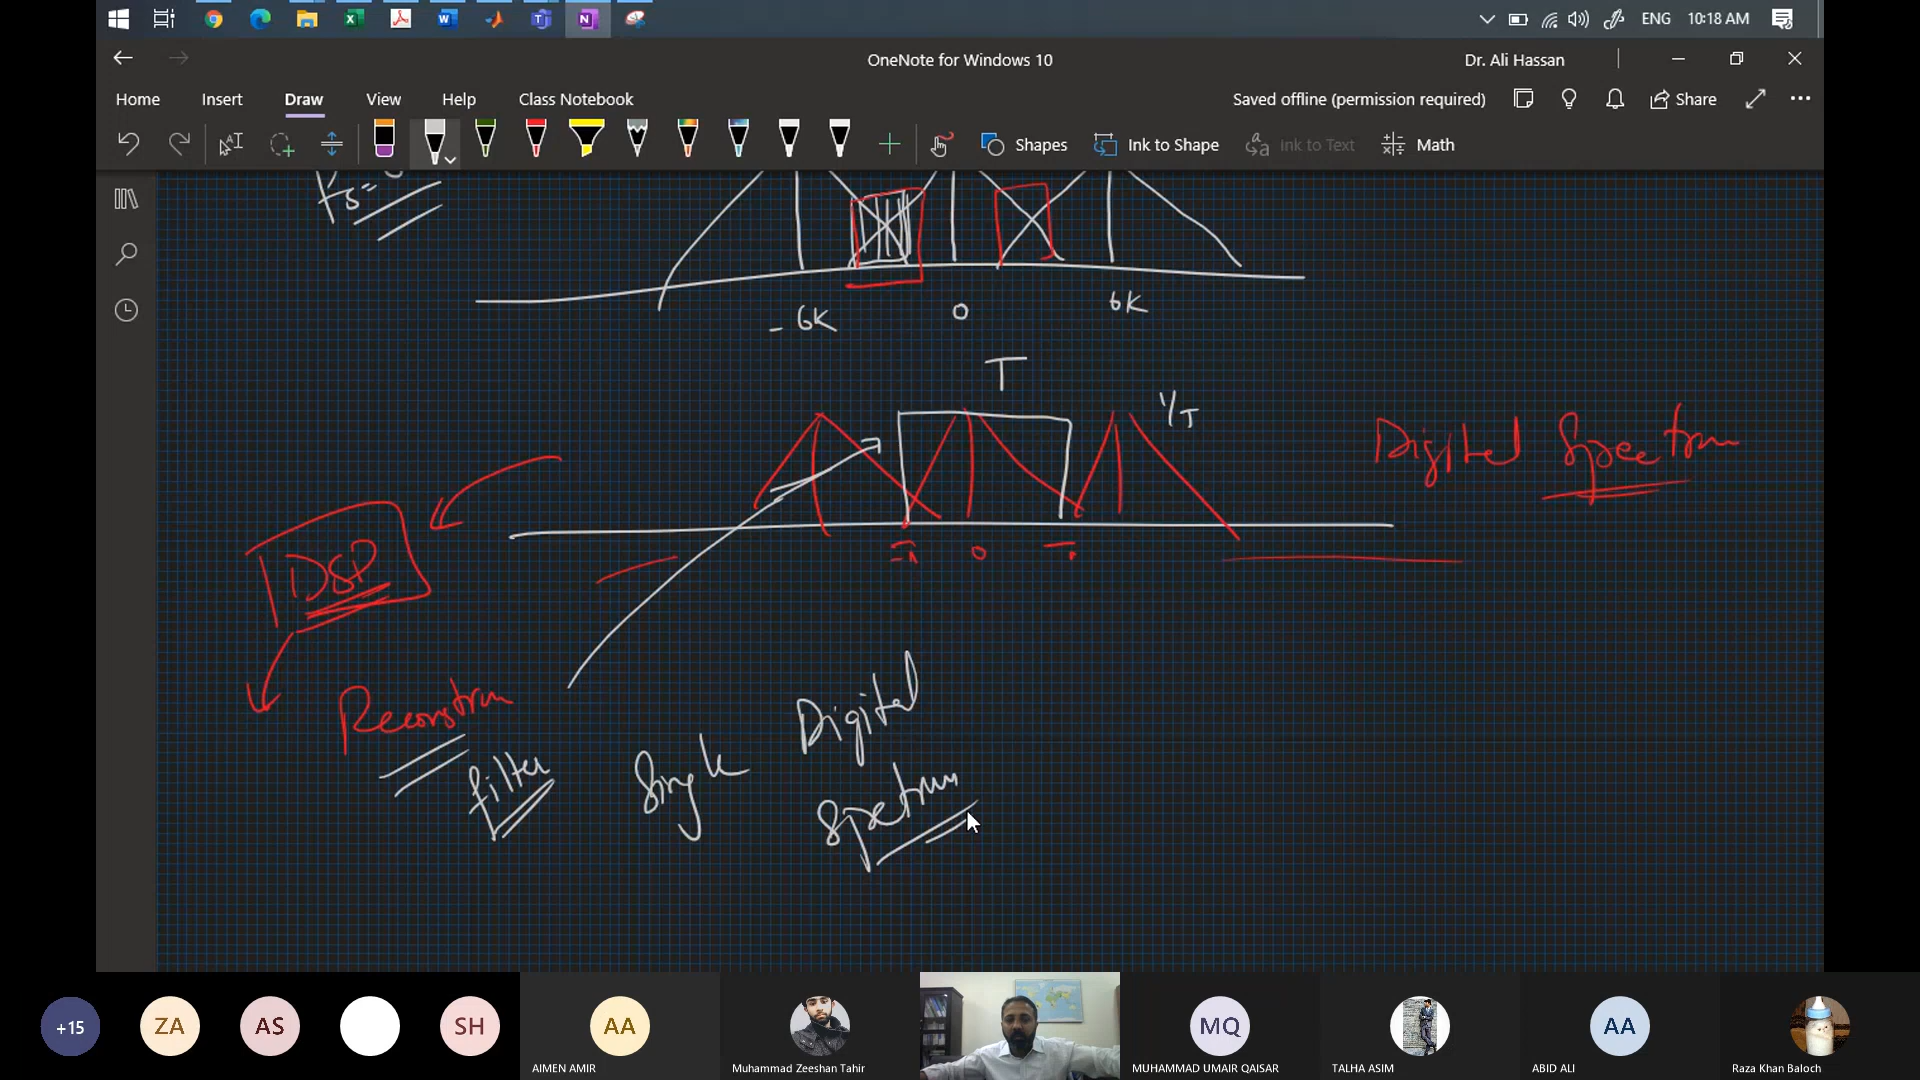 ENG 10:18 AM
OneNote for Windows 10
Dr. Ali Hassan
Home Insert Draw View Help Class Notebook
Saved offline (permission required)
Share
Shapes
Ink to Shape
Ink to Text
Math
- 6K 0 6K
T
1/T
Digital Spectrum
DSP
0
Digital
Filter
Single
+15
ZA
AS
SH
AA
MQ
AA
AIMEN AMIR
Muhammad Zeeshan Tahir
MUHAMMAD UMAIR QAISAR
TALHA ASIM
ABID ALI
Raza Khan Baloch